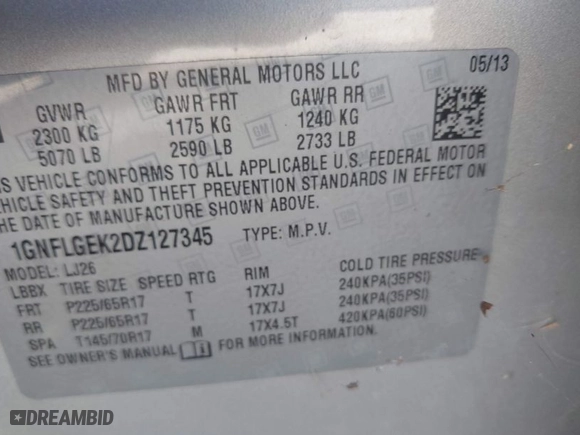 MFD BY GENERAL MOTORS LLC 05/13
GVWR GAWR FRT GAWR RR
2300 KG 1175 KG 1240 KG
5070 LB 2590 LB 2733 LB
VEHICLE CONFORMS TO ALL APPLICABLE U.S. FEDERAL MOTOR
VEHICLE SAFETY AND THEFT PREVENTION STANDARDS IN EFFECT ON
THE DATE OF MANUFACTURE SHOWN ABOVE.
1GNFLGEK2DZ127345 TYPE: M.P.V.
MODEL: LJ26
LBBX TIRE SIZE SPEED RTG RIM COLD TIRE PRESSURE
FRT P225/65R17 T 17X7J 240KPA(35PSI)
RR P225/65R17 T 17X7J 240KPA(35PSI)
SPA T145/70R17 M 17X4.5T 420KPA(60PSI)
SEE OWNER'S MANUAL FOR MORE INFORMATION.
GM
DREAMBID